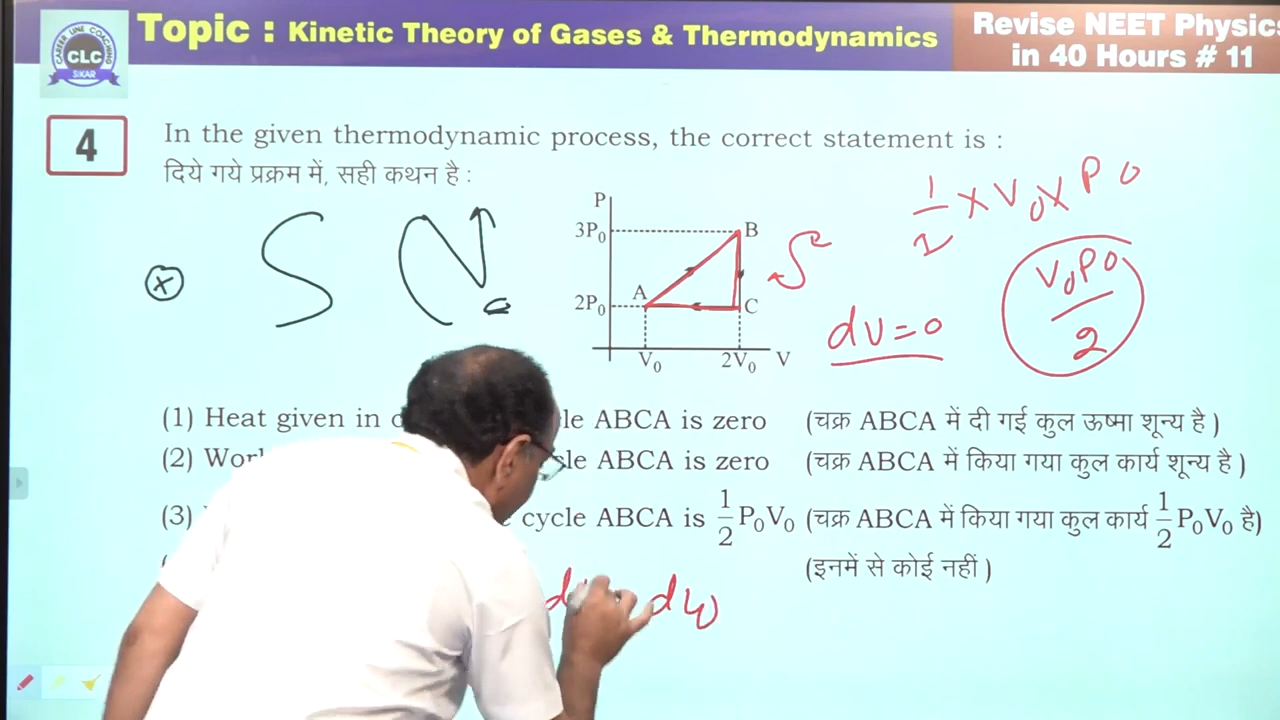 CAREER LINE COACHING
CLC
SIKAR
Topic : Kinetic Theory of Gases & Thermodynamics
Revise NEET Physics
in 40 Hours # 11
4
In the given thermodynamic process, the correct statement is :
दिये गये प्रक्रम में, सही कथन है :
P
3P₀
B
2P₀
A
C
V₀
2V₀
V
1/2 × V₀ × P0
V₀P0/2
dv=0
(1) Heat given in cle ABCA is zero (चक्र ABCA में दी गई कुल ऊष्मा शून्य है)
(2) cle ABCA is zero (चक्र ABCA में किया गया कुल कार्य शून्य है)
(3) cycle ABCA is 1/2 P₀V₀ (चक्र ABCA में किया गया कुल कार्य 1/2 P₀V₀ है)
(इनमें से कोई नहीं)
dw